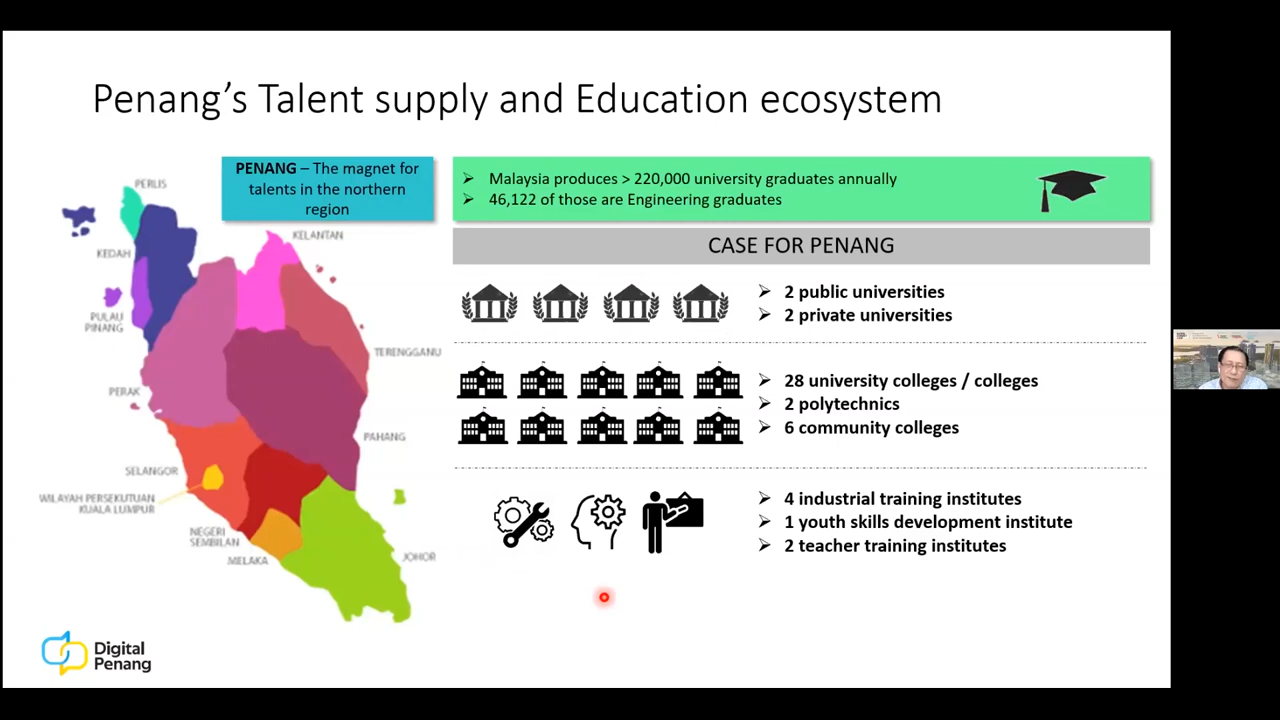 Penang's Talent supply and Education ecosystem
PENANG – The magnet for
talents in the northern
region
➢ Malaysia produces > 220,000 university graduates annually
➢ 46,122 of those are Engineering graduates
CASE FOR PENANG
➢ 2 public universities
➢ 2 private universities
➢ 28 university colleges / colleges
➢ 2 polytechnics
➢ 6 community colleges
➢ 4 industrial training institutes
➢ 1 youth skills development institute
➢ 2 teacher training institutes
PERLIS
KEDAH
KELANTAN
PULAU
PINANG
TERENGGANU
PERAK
PAHANG
SELANGOR
WILAYAH PERSEKUTUAN
KUALA LUMPUR
NEGERI
SEMBILAN
MELAKA
JOHOR
Digital
Penang